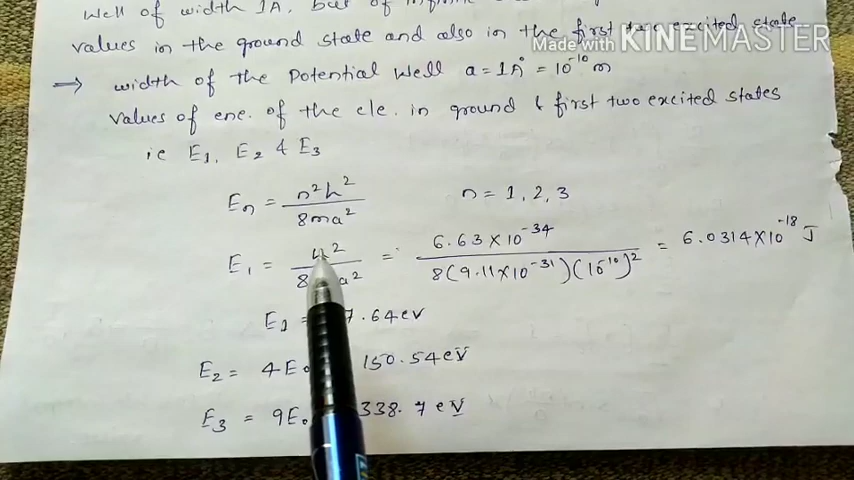 well of width 1A, but of
values in the ground state and also in the first two excited state
Made with KINEMASTER
⇒ width of the Potential well a = 1A° = 10⁻¹⁰ m
values of ene. of the ele. in ground & first two excited states
ie E₁, E₂ & E₃
Eₙ = n²h² / 8ma² n = 1, 2, 3
E₁ = h² / 8ma² = 6.63 × 10⁻³⁴ / 8(9.11 × 10⁻³¹)(10⁻¹⁰)² = 6.0314 × 10⁻¹⁸ J
E₁ = 7.64 eV
E₂ = 4E₀ 150.54 eV
E₃ = 9E₀ 338.7 eV